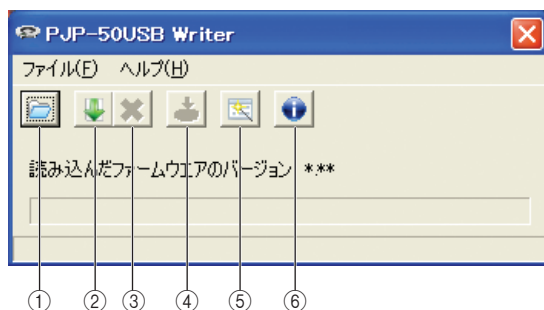 PJP-50USB Writer
ファイル(F) ヘルプ(H)
読み込んだファームウエアのバージョン *.**
① ② ③ ④ ⑤ ⑥